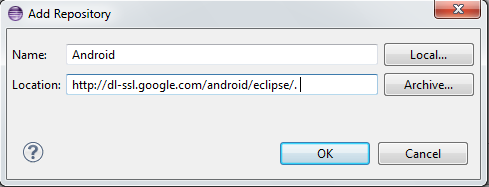 Add Repository
Name: Android Local...
Location: http://dl-ssl.google.com/android/eclipse/. Archive...
? OK Cancel